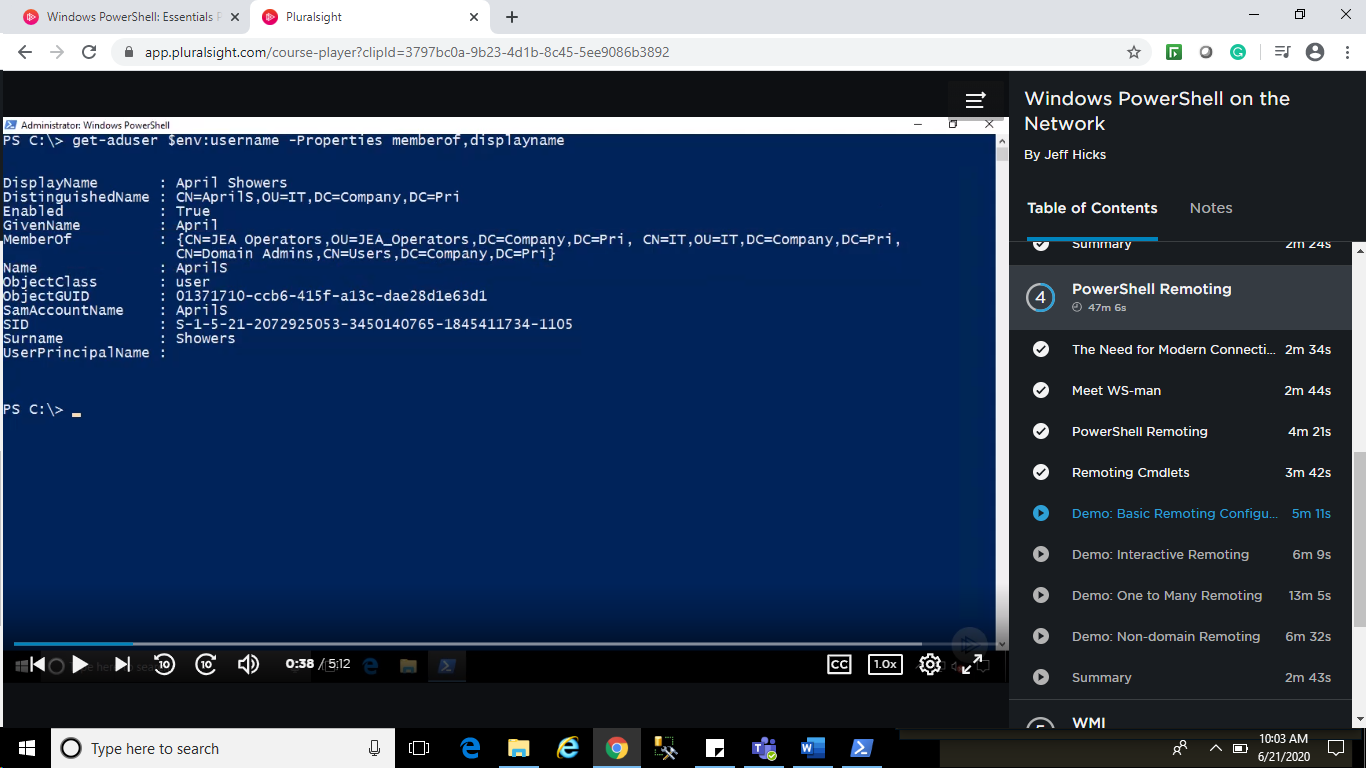 Windows PowerShell: Essentials P
Pluralsight
app.pluralsight.com/course-player?clipId=3797bc0a-9b23-4d1b-8c45-5ee9086b3892
Administrator: Windows PowerShell
PS C:\> get-aduser $env:username -Properties memberof,displayname
DisplayName : April Showers
DistinguishedName : CN=AprilS,OU=IT,DC=Company,DC=Pri
Enabled : True
GivenName : April
MemberOf : {CN=JEA Operators,OU=JEA_Operators,DC=Company,DC=Pri, CN=IT,OU=IT,DC=Company,DC=Pri,
CN=Domain Admins,CN=Users,DC=Company,DC=Pri}
Name : AprilS
ObjectClass : user
ObjectGUID : 01371710-ccb6-415f-a13c-dae28d1e63d1
SamAccountName : AprilS
SID : S-1-5-21-2072925053-3450140765-1845411734-1105
Surname : Showers
UserPrincipalName :
PS C:\>
10 10 0:38 / 5:12 CC 1.0x
Windows PowerShell on the
Network
By Jeff Hicks
Table of Contents Notes
Summary 2m 24s
4 PowerShell Remoting
47m 6s
The Need for Modern Connecti... 2m 34s
Meet WS-man 2m 44s
PowerShell Remoting 4m 21s
Remoting Cmdlets 3m 42s
Demo: Basic Remoting Configu... 5m 11s
Demo: Interactive Remoting 6m 9s
Demo: One to Many Remoting 13m 5s
Demo: Non-domain Remoting 6m 32s
Summary 2m 43s
5 WMI
Type here to search
10:03 AM
6/21/2020